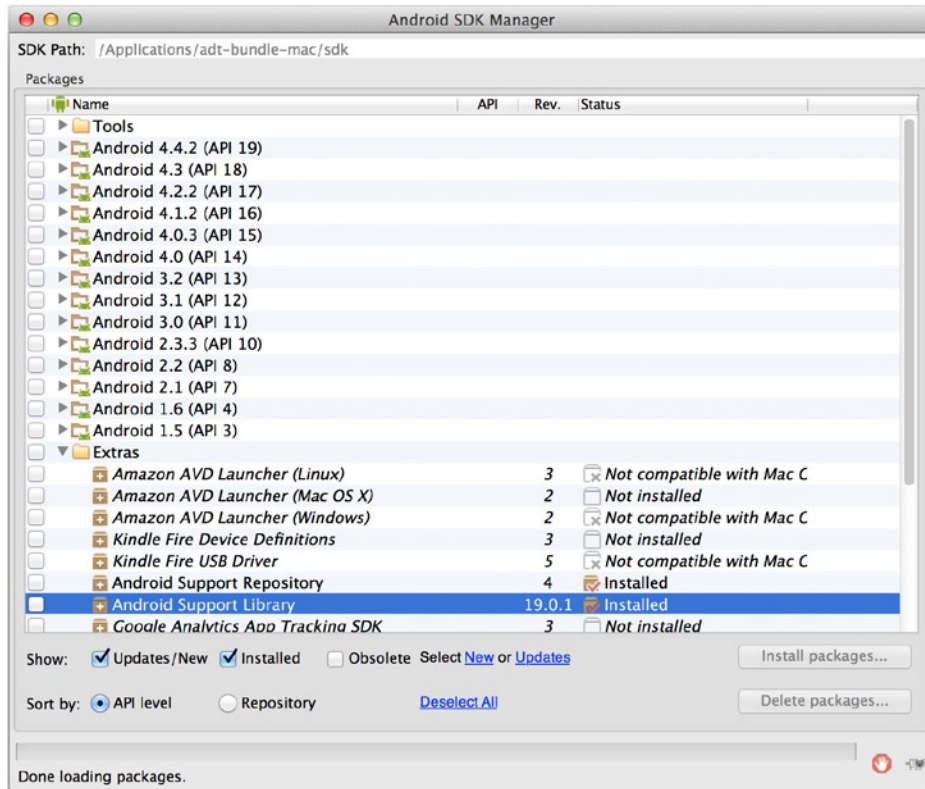 Android SDK Manager
SDK Path: /Applications/adt-bundle-mac/sdk
Packages
Name API Rev. Status
Tools
Android 4.4.2 (API 19)
Android 4.3 (API 18)
Android 4.2.2 (API 17)
Android 4.1.2 (API 16)
Android 4.0.3 (API 15)
Android 4.0 (API 14)
Android 3.2 (API 13)
Android 3.1 (API 12)
Android 3.0 (API 11)
Android 2.3.3 (API 10)
Android 2.2 (API 8)
Android 2.1 (API 7)
Android 1.6 (API 4)
Android 1.5 (API 3)
Extras
Amazon AVD Launcher (Linux) 3 Not compatible with Mac C
Amazon AVD Launcher (Mac OS X) 2 Not installed
Amazon AVD Launcher (Windows) 2 Not compatible with Mac C
Kindle Fire Device Definitions 3 Not installed
Kindle Fire USB Driver 5 Not compatible with Mac C
Android Support Repository 4 Installed
Android Support Library 19.0.1 Installed
Google Analytics App Tracking SDK 3 Not installed
Show: Updates/New Installed Obsolete Select New or Updates Install packages...
Sort by: API level Repository Deselect All Delete packages...
Done loading packages.